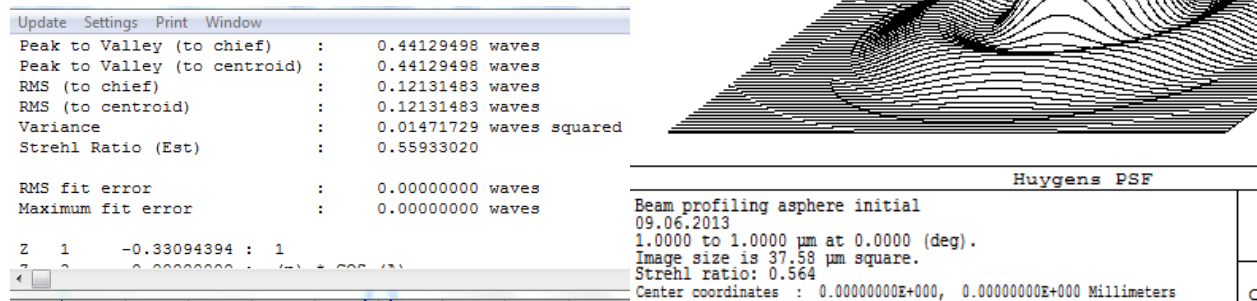 Update Settings Print Window
Peak to Valley (to chief) : 0.44129498 waves
Peak to Valley (to centroid) : 0.44129498 waves
RMS (to chief) : 0.12131483 waves
RMS (to centroid) : 0.12131483 waves
Variance : 0.01471729 waves squared
Strehl Ratio (Est) : 0.55933020
RMS fit error : 0.00000000 waves
Maximum fit error : 0.00000000 waves
Z 1 -0.33094394 : 1
Huygens PSF
Beam profiling asphere initial
09.06.2013
1.0000 to 1.0000 µm at 0.0000 (deg).
Image size is 37.58 µm square.
Strehl ratio: 0.564
Center coordinates : 0.00000000E+000, 0.00000000E+000 Millimeters